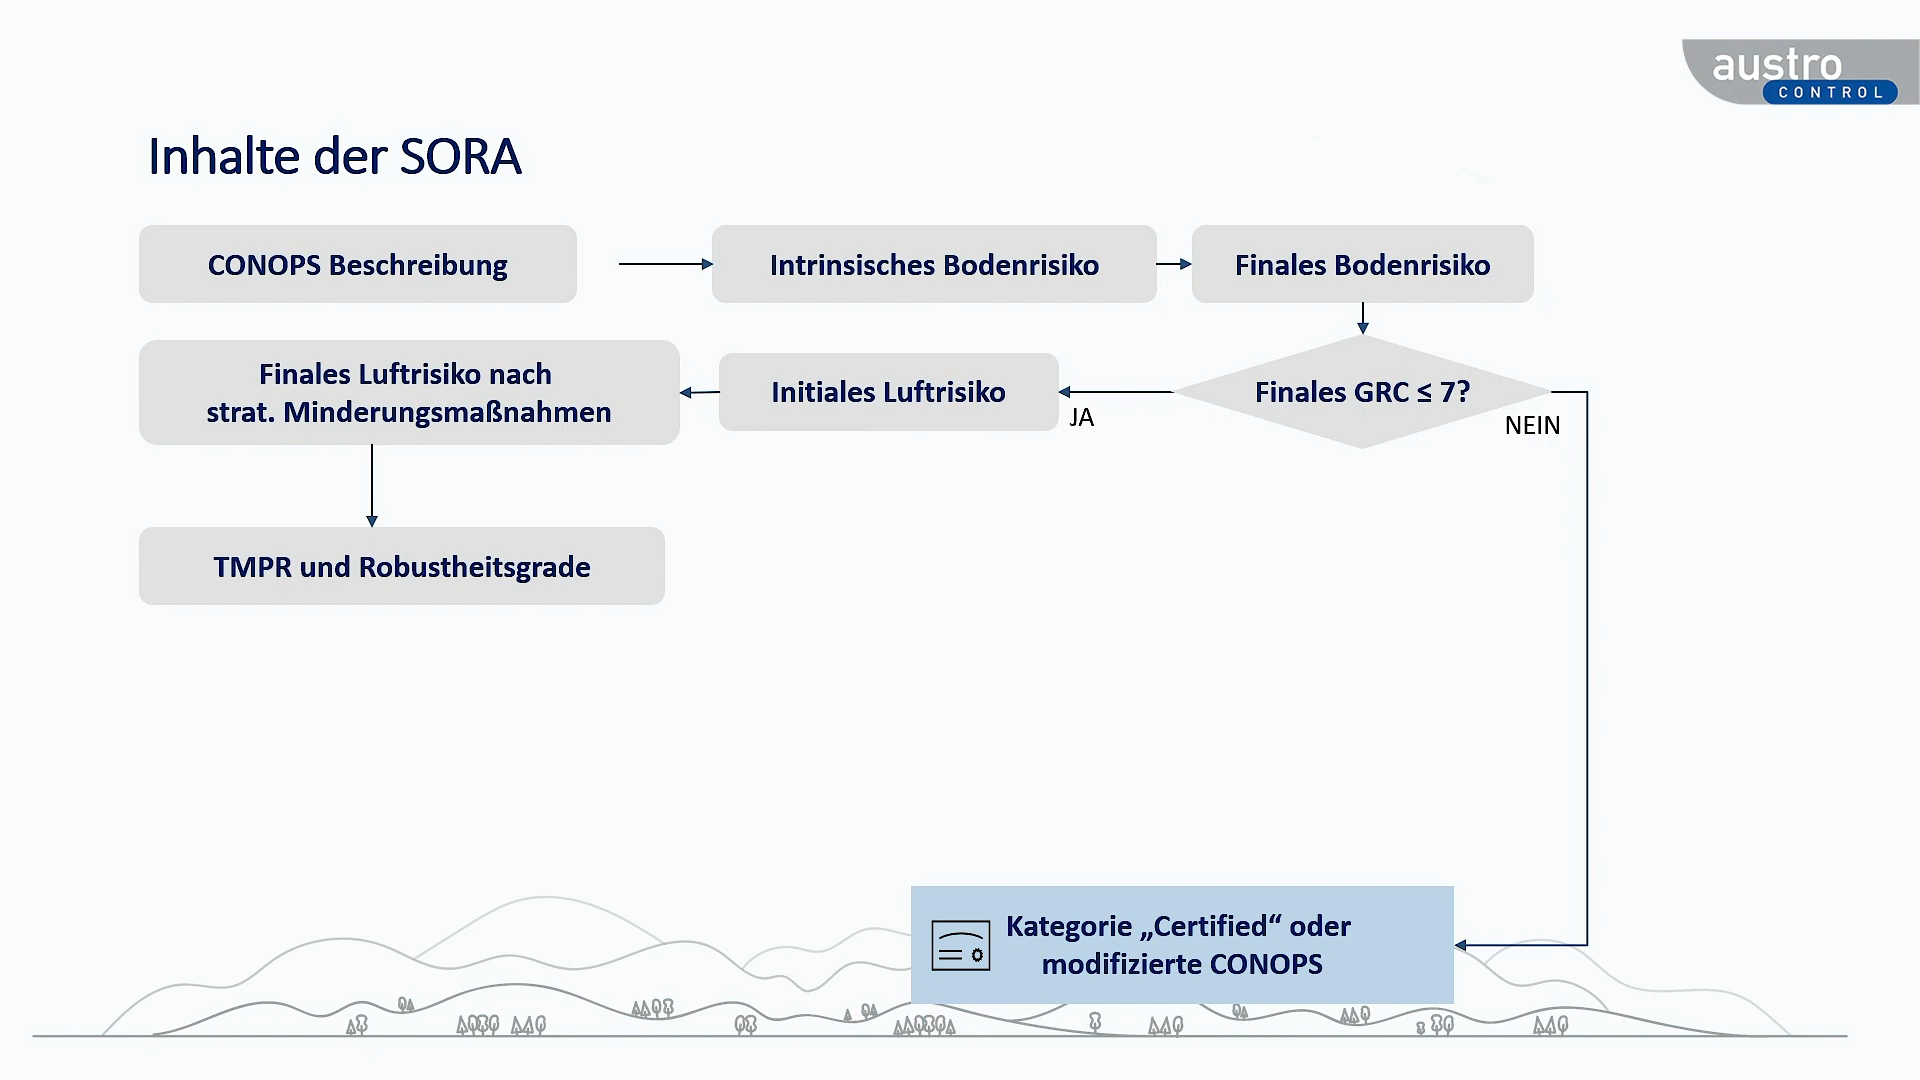 austro
CONTROL
Inhalte der SORA
CONOPS Beschreibung
Intrinsisches Bodenrisiko
Finales Bodenrisiko
Finales Luftrisiko nach
strat. Minderungsmaßnahmen
Initiales Luftrisiko
JA
Finales GRC ≤ 7?
NEIN
TMPR und Robustheitsgrade
Kategorie „Certified“ oder
modifizierte CONOPS